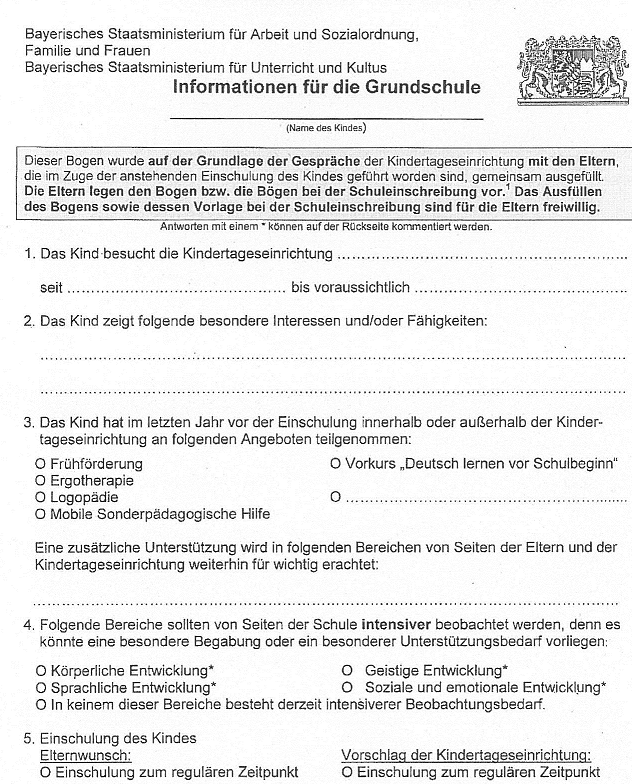 Bayerisches Staatsministerium für Arbeit und Sozialordnung,
Familie und Frauen
Bayerisches Staatsministerium für Unterricht und Kultus
Informationen für die Grundschule
(Name des Kindes)
Dieser Bogen wurde auf der Grundlage der Gespräche der Kindertageseinrichtung mit den Eltern,
die im Zuge der anstehenden Einschulung des Kindes geführt worden sind, gemeinsam ausgefüllt.
Die Eltern legen den Bogen bzw. die Bögen bei der Schuleinschreibung vor.¹ Das Ausfüllen
des Bogens sowie dessen Vorlage bei der Schuleinschreibung sind für die Eltern freiwillig.
Antworten mit einem * können auf der Rückseite kommentiert werden.
1. Das Kind besucht die Kindertageseinrichtung ................................................
seit ............................................ bis voraussichtlich ..........................................
2. Das Kind zeigt folgende besondere Interessen und/oder Fähigkeiten:
....................................................................................................
....................................................................................................
3. Das Kind hat im letzten Jahr vor der Einschulung innerhalb oder außerhalb der Kinder-
tageseinrichtung an folgenden Angeboten teilgenommen:
O Frühförderung O Vorkurs „Deutsch lernen vor Schulbeginn“
O Ergotherapie
O Logopädie O ................................................
O Mobile Sonderpädagogische Hilfe
Eine zusätzliche Unterstützung wird in folgenden Bereichen von Seiten der Eltern und der
Kindertageseinrichtung weiterhin für wichtig erachtet:
....................................................................................................
4. Folgende Bereiche sollten von Seiten der Schule intensiver beobachtet werden, denn es
könnte eine besondere Begabung oder ein besonderer Unterstützungsbedarf vorliegen:
O Körperliche Entwicklung* O Geistige Entwicklung*
O Sprachliche Entwicklung* O Soziale und emotionale Entwicklung*
O In keinem dieser Bereiche besteht derzeit intensiverer Beobachtungsbedarf.
5. Einschulung des Kindes
Elternwunsch: Vorschlag der Kindertageseinrichtung:
O Einschulung zum regulären Zeitpunkt O Einschulung zum regulären Zeitpunkt